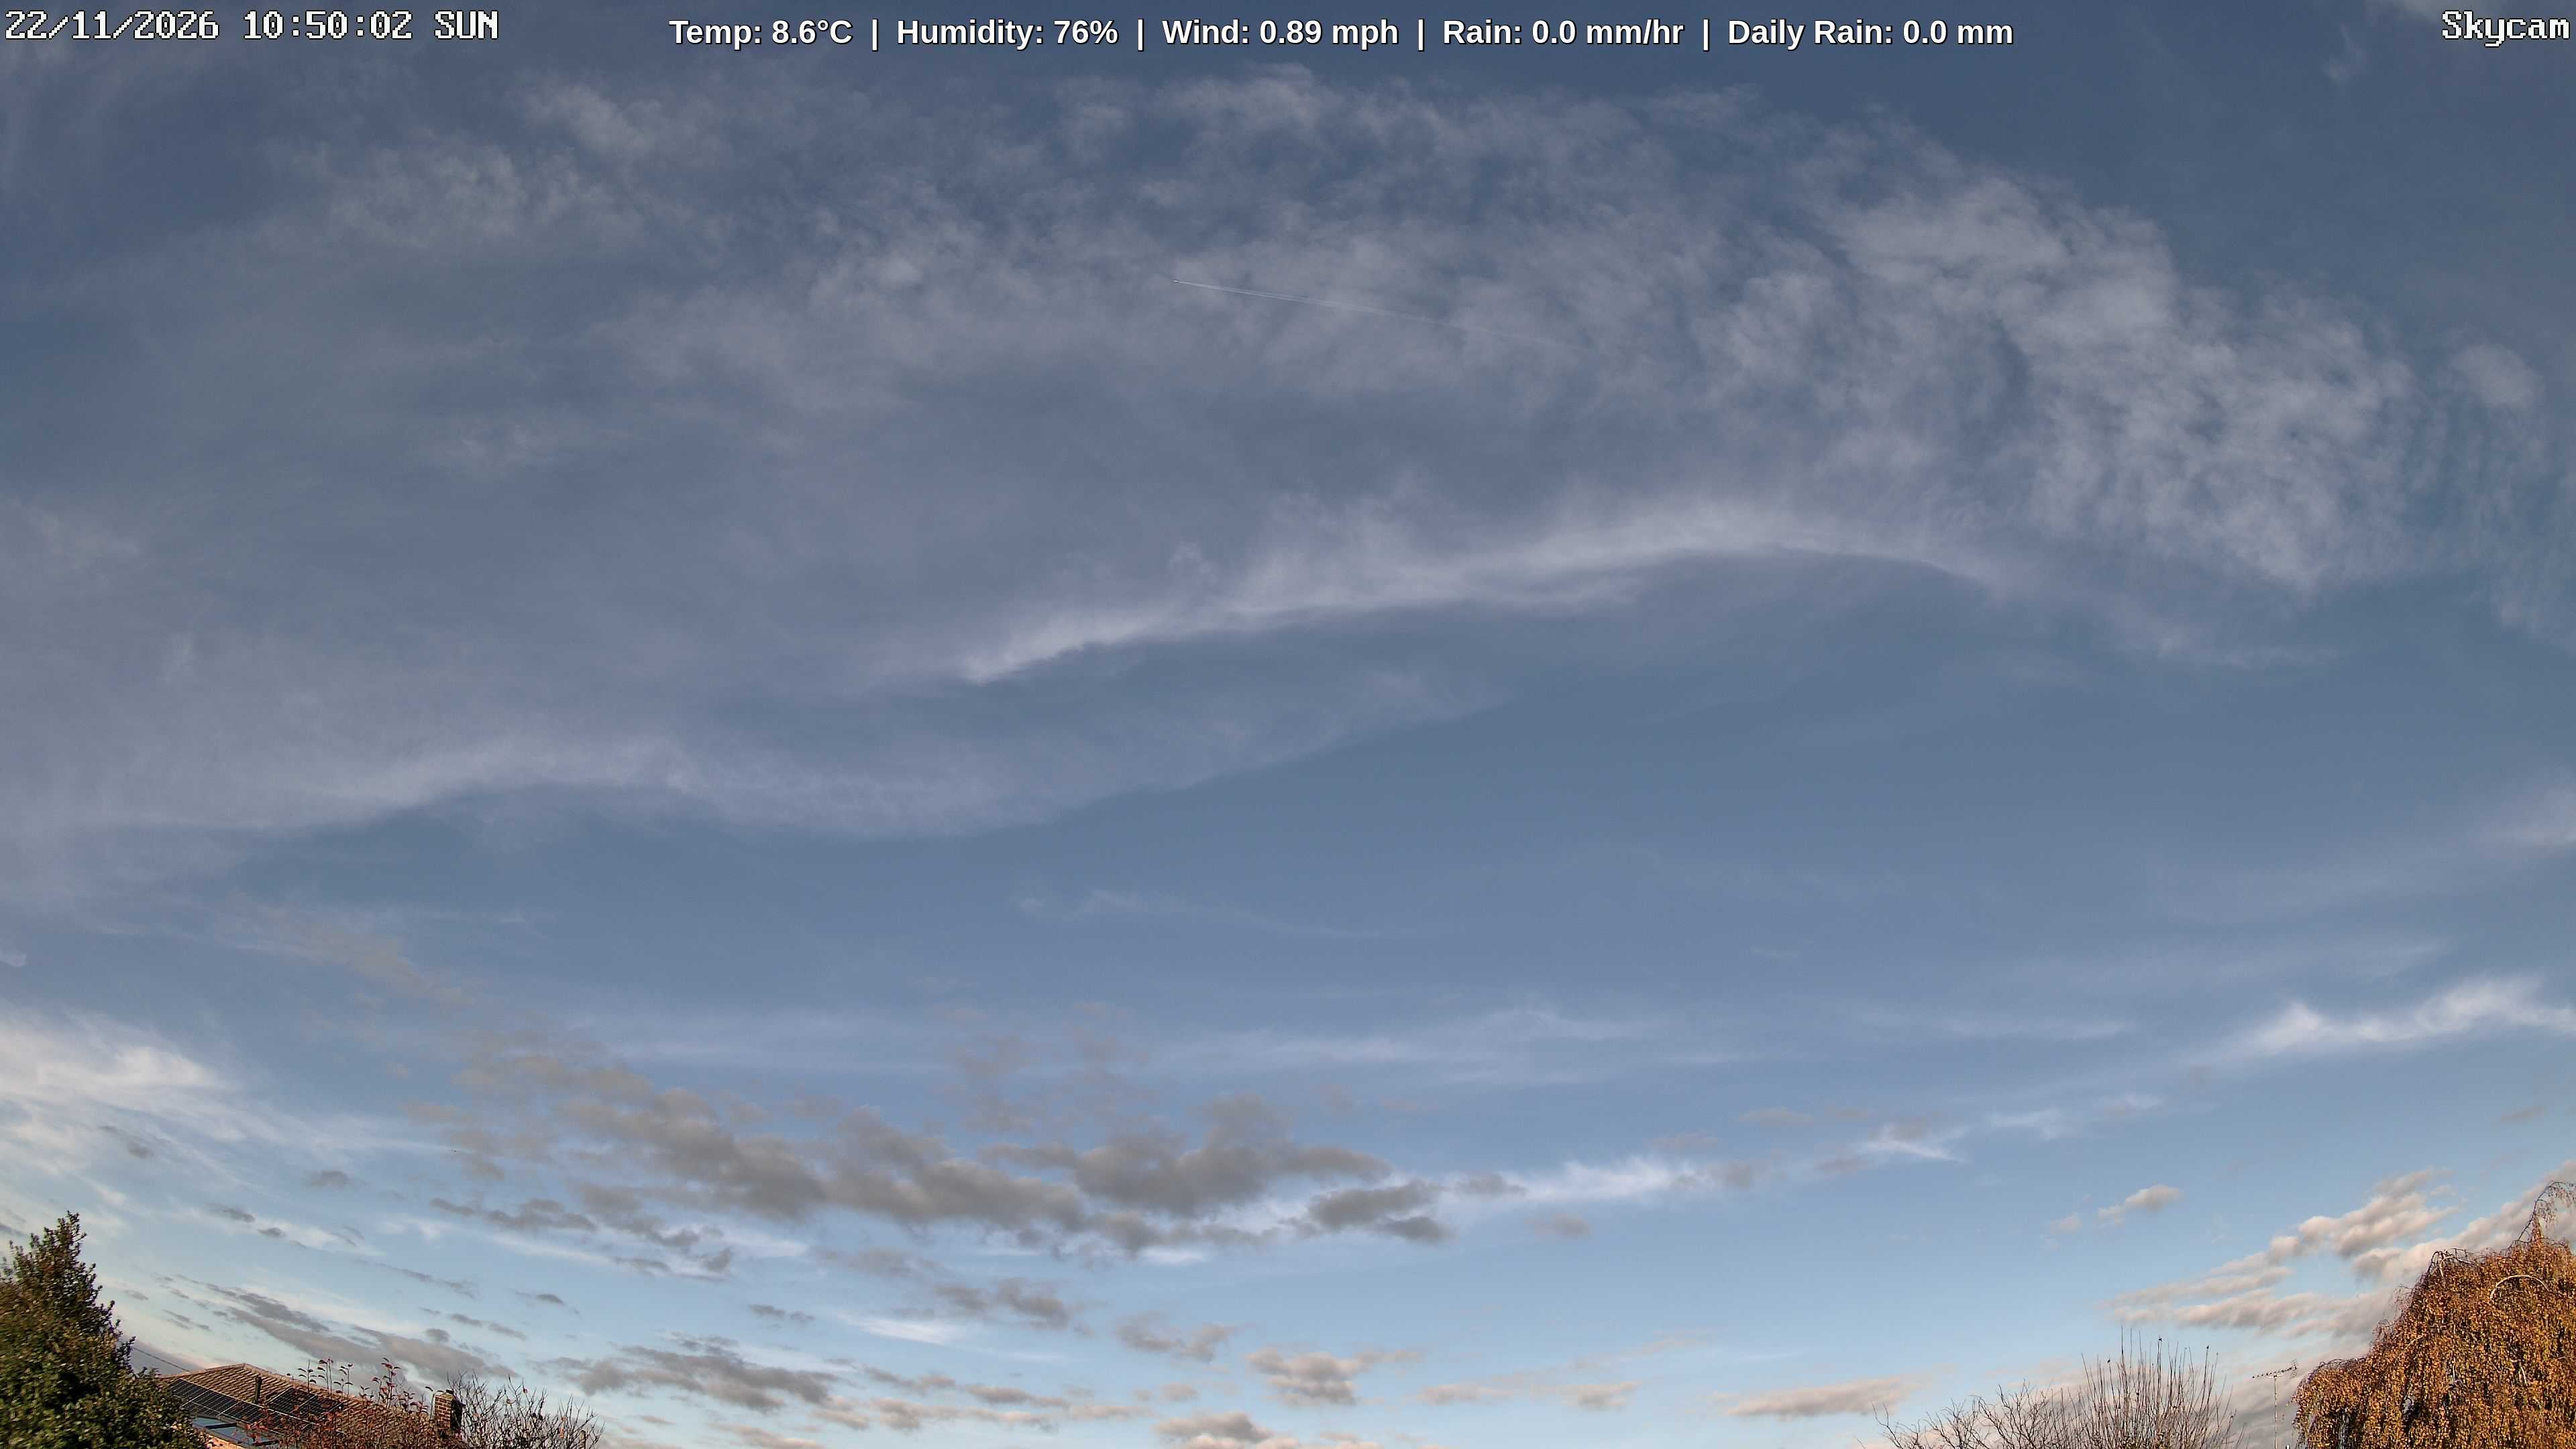 22/11/2026 10:50:02 SUN
Temp: 8.6°C | Humidity: 76% | Wind: 0.89 mph | Rain: 0.0 mm/hr | Daily Rain: 0.0 mm
Skycam